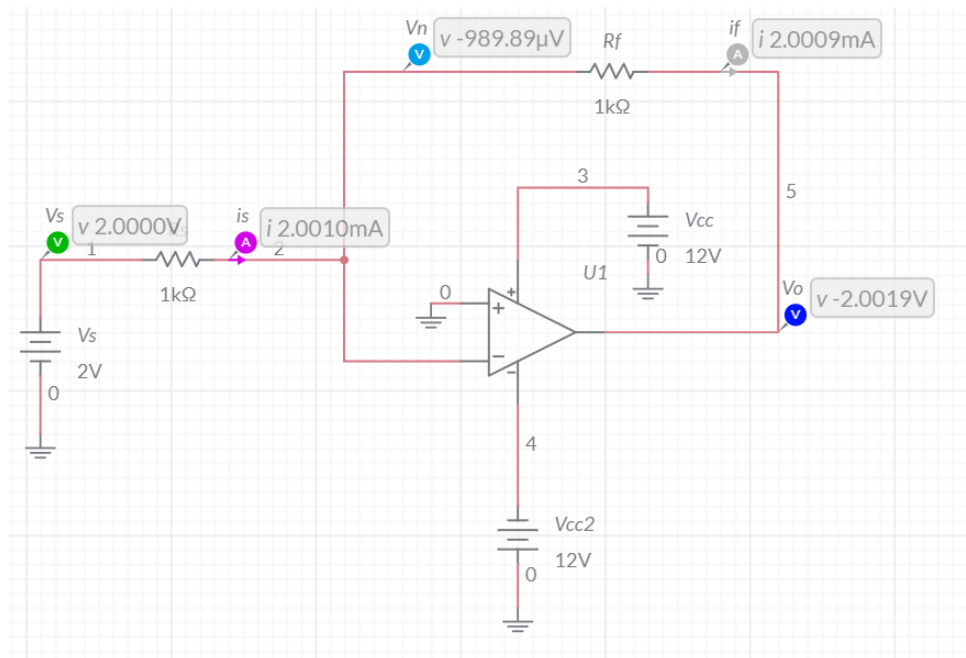 Vn v -989.89µV Rf if i 2.0009mA
1kΩ
3
5
Vs v 2.0000V is i 2.0010mA Vcc
1 2 0 12V
U1
1kΩ 0 Vo v -2.0019V
+
+
Vs
2V
−
−
0
4
Vcc2
12V
0